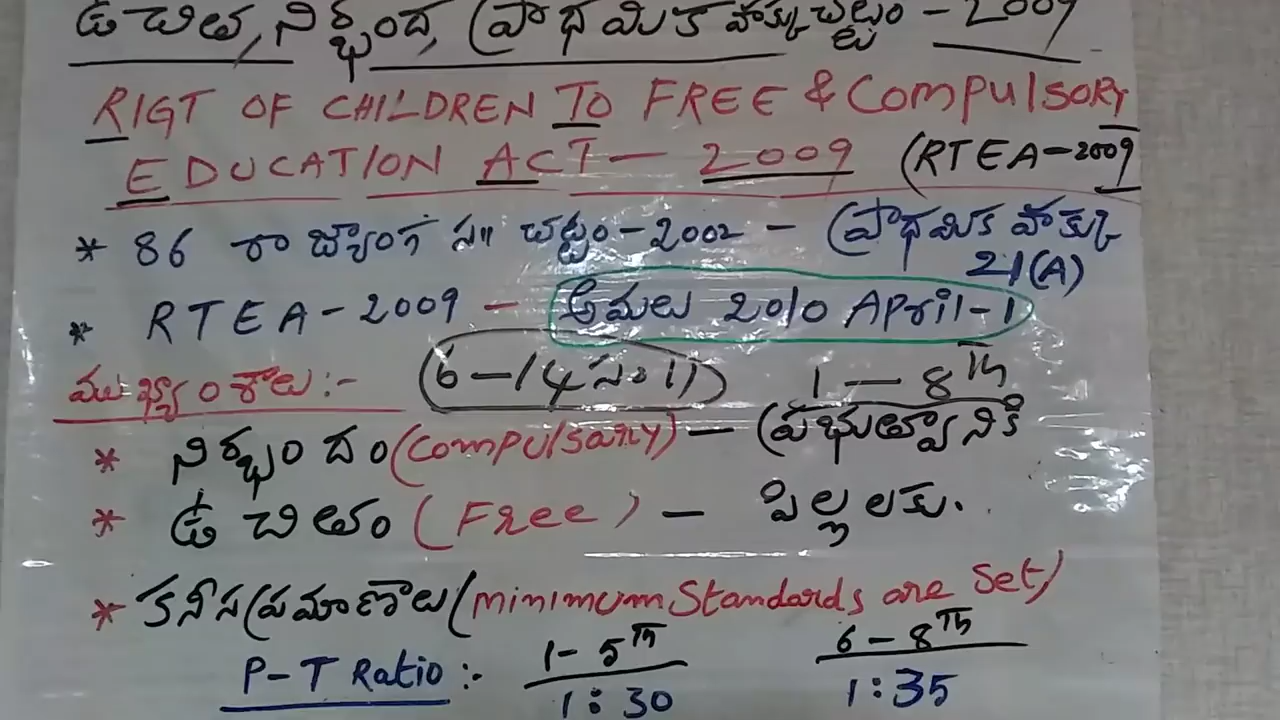 ఉచిత, నిర్భంద, ప్రాథమిక హక్కు చట్టం - 2009
RIGT OF CHILDREN TO FREE & COMPULSORY
EDUCATION ACT - 2009 (RTEA-2009
* 86 రాజ్యాంగ స॥ చట్టం-2002 - ప్రాథమిక హక్కు
21(A)
* RTEA-2009 - అమలు 2010 APril-1
ముఖ్యాంశాలు:- (6-14 సం॥) 1 - 8Th
* నిర్భందం (Compulsary) - ప్రభుత్వానికి
* ఉచితం (Free) - పిల్లలకు.
* కనీస ప్రమాణాలు (minimum Standards are Set)
P-T Ratio:- 1-5Th 6-8Th
1:30 1:35